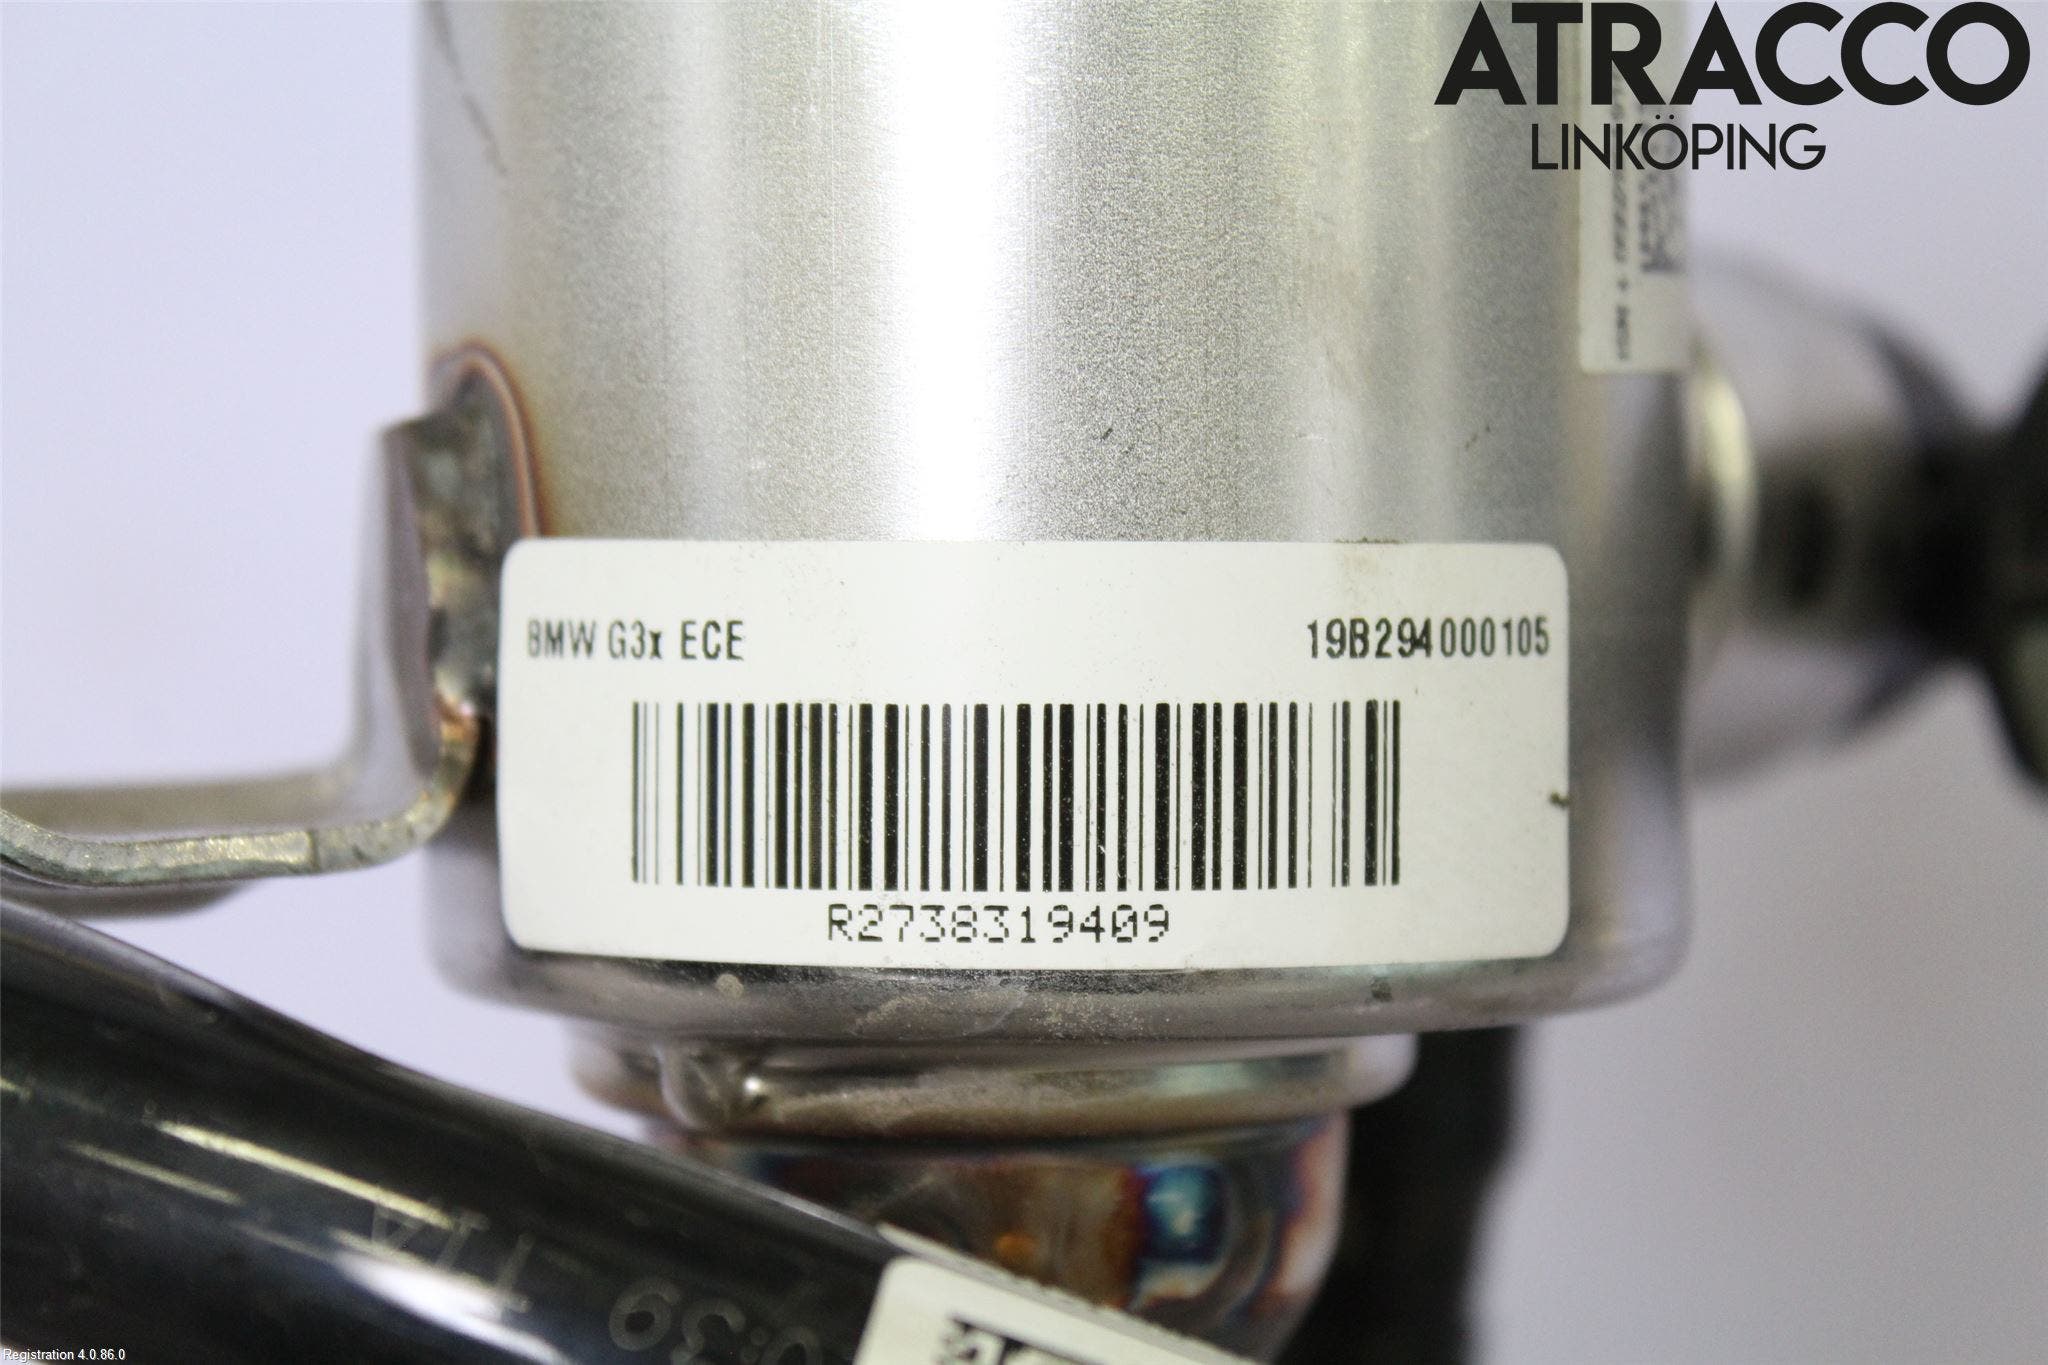 ATRACCO
LINKÖPING
BMW G3x ECE
19B294000105
R2738319409
Registration 4.0.86.0